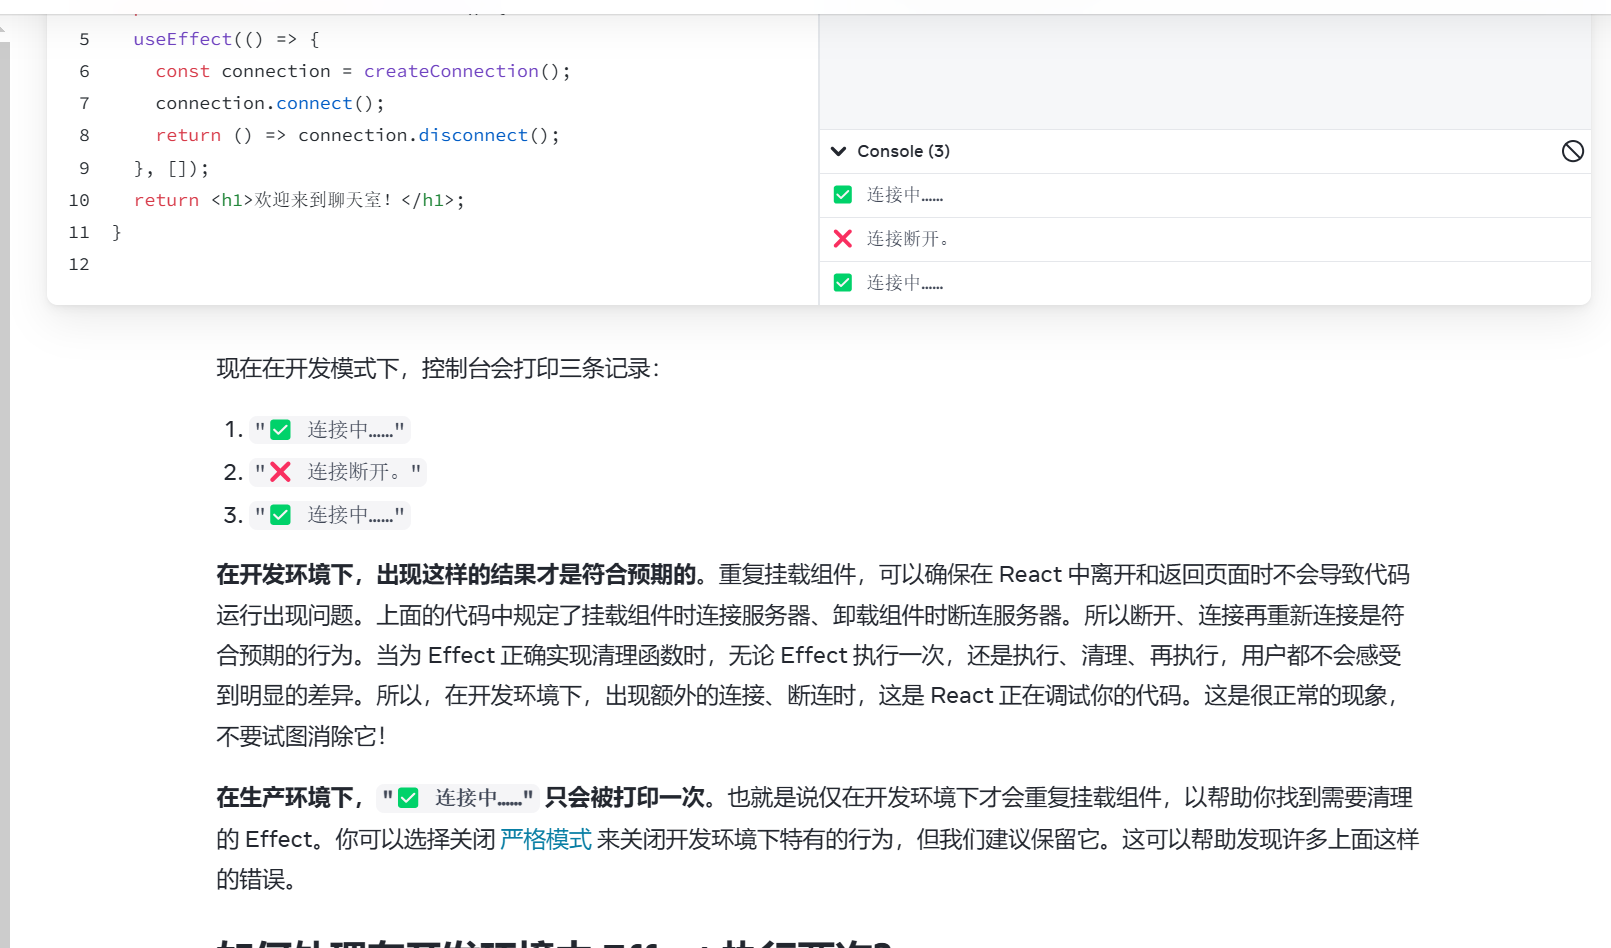 5 useEffect(() => {
6 const connection = createConnection();
7 connection.connect();
8 return () => connection.disconnect();
9 }, []);
10 return <h1>欢迎来到聊天室！</h1>;
11 }
12
Console (3)
✅ 连接中……
❌ 连接断开。
✅ 连接中……
现在在开发模式下，控制台会打印三条记录：
1. "✅ 连接中……"
2. "❌ 连接断开。"
3. "✅ 连接中……"
在开发环境下，出现这样的结果才是符合预期的。重复挂载组件，可以确保在 React 中离开和返回页面时不会导致代码
运行出现问题。上面的代码中规定了挂载组件时连接服务器、卸载组件时断连服务器。所以断开、连接再重新连接是符
合预期的行为。当为 Effect 正确实现清理函数时，无论 Effect 执行一次，还是执行、清理、再执行，用户都不会感受
到明显的差异。所以，在开发环境下，出现额外的连接、断连时，这是 React 正在调试你的代码。这是很正常的现象，
不要试图消除它！
在生产环境下，"✅ 连接中……" 只会被打印一次。也就是说仅在开发环境下才会重复挂载组件，以帮助你找到需要清理
的 Effect。你可以选择关闭 严格模式 来关闭开发环境下特有的行为，但我们建议保留它。这可以帮助发现许多上面这样
的错误。